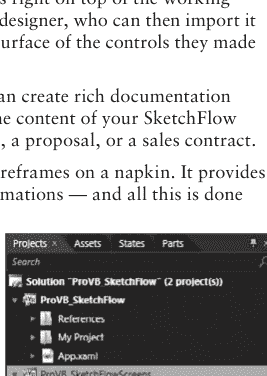 s right on top of the working
designer, who can then import it
urface of the controls they made
an create rich documentation
e content of your SketchFlow
, a proposal, or a sales contract.
reframes on a napkin. It provides
mations — and all this is done
Projects × Assets States Parts
Search
Solution "ProVB_SketchFlow" (2 project(s))
ProVB_SketchFlow
References
My Project
App.xaml
ProVB_SketchFlowScreens